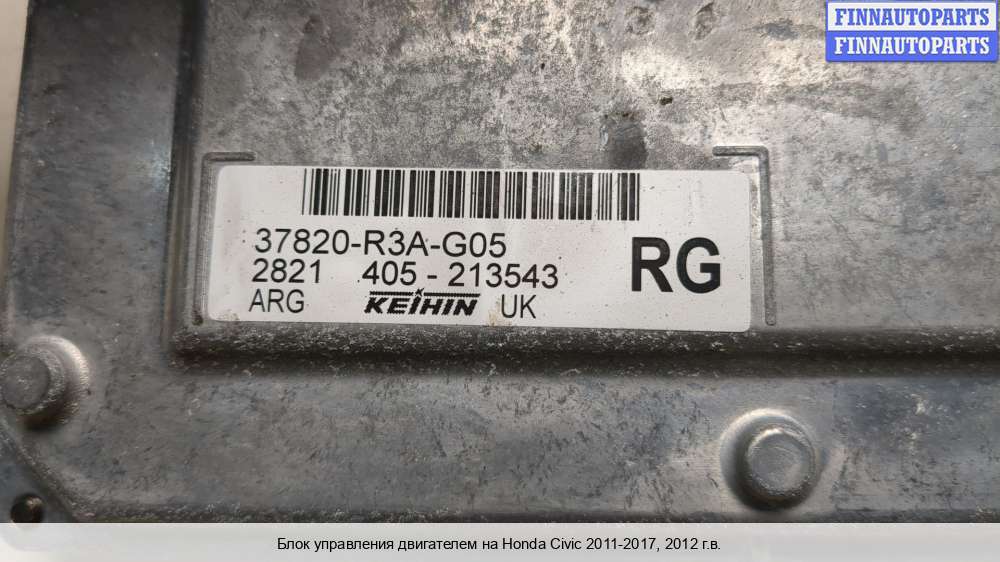 FINNAUTOPARTS
FINNAUTOPARTS
37820-R3A-G05
2821 405 - 213543
ARG KEIHIN UK
RG
Блок управления двигателем на Honda Civic 2011-2017, 2012 г.в.